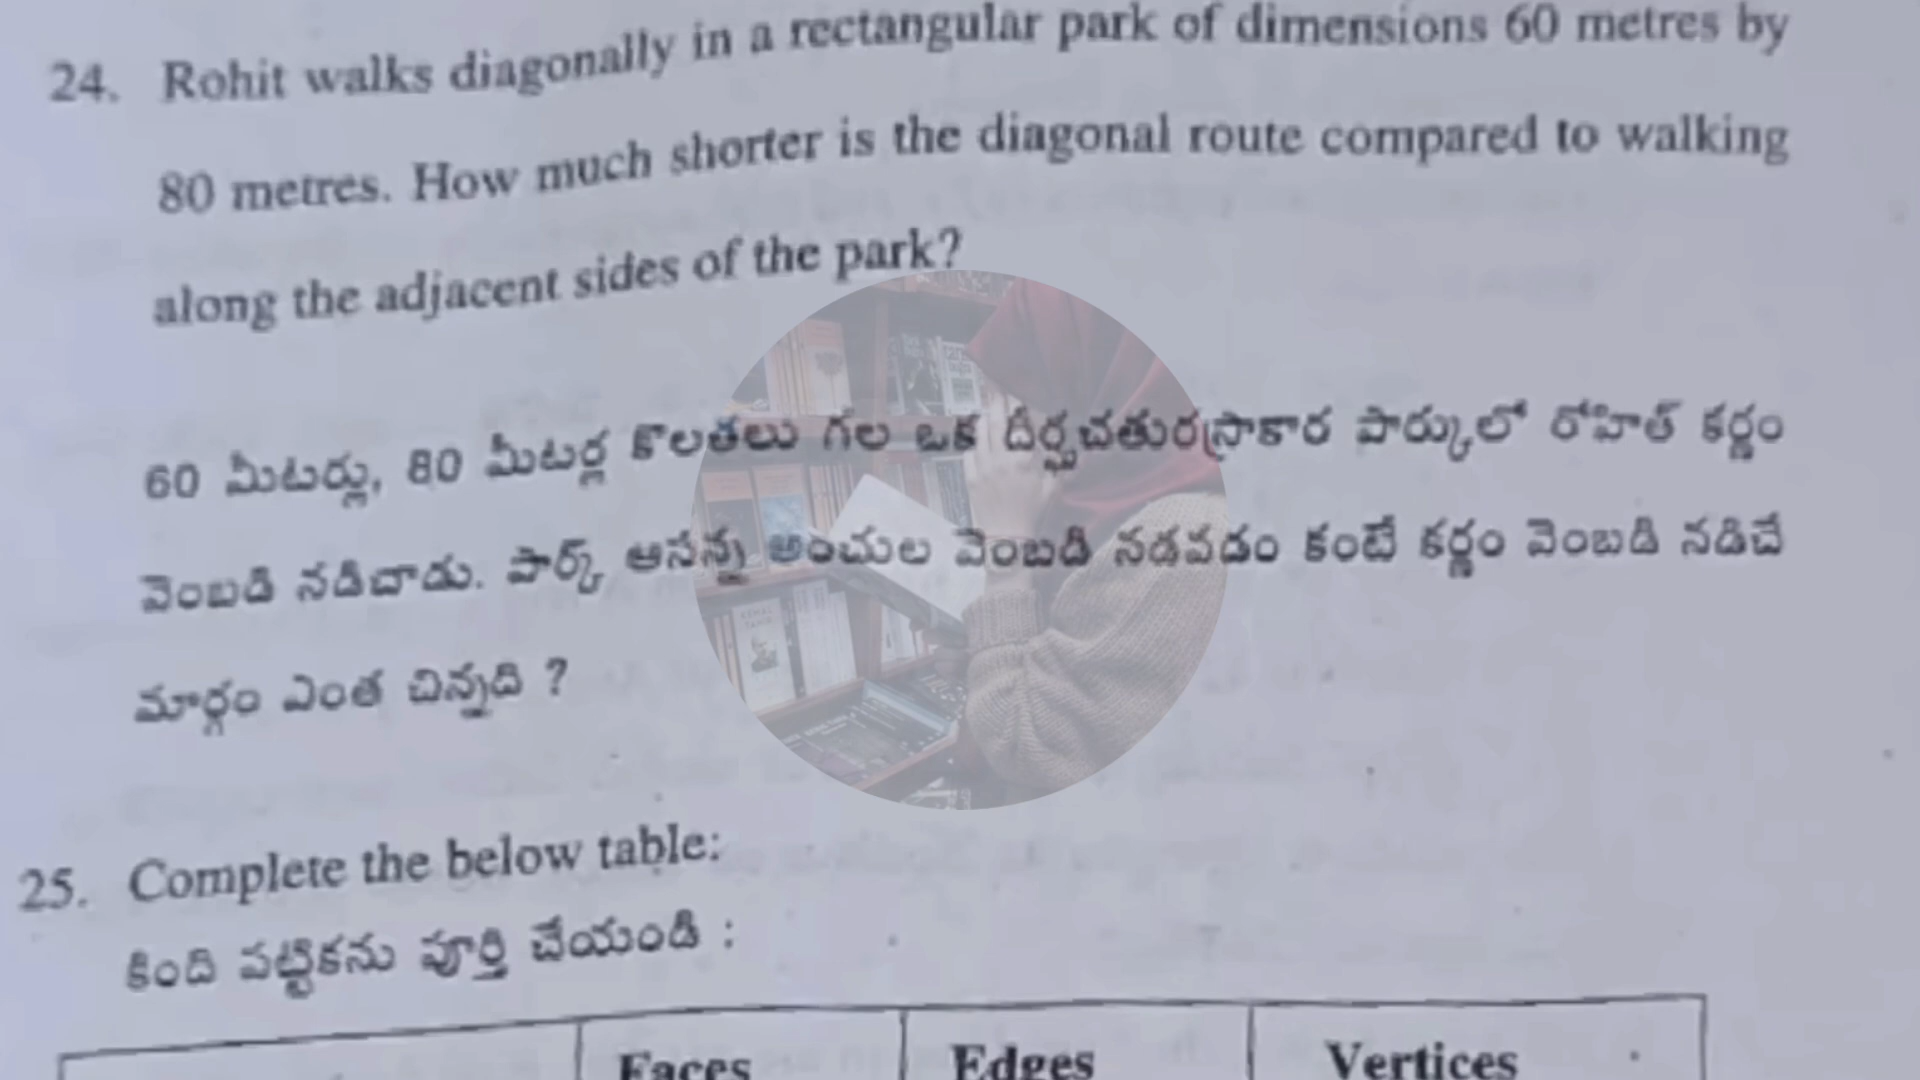 24. Rohit walks diagonally in a rectangular park of dimensions 60 metres by
80 metres. How much shorter is the diagonal route compared to walking
along the adjacent sides of the park?
60 మీటర్లు, 80 మీటర్ల కొలతలు గల ఒక దీర్ఘచతురస్రాకార పార్కులో రోహిత్ కర్ణం
వెంబడి నడిచాడు. పార్క్ ఆసన్న అంచుల వెంబడి నడవడం కంటే కర్ణం వెంబడి నడిచే
మార్గం ఎంత చిన్నది ?
25. Complete the below table:
కింది పట్టికను పూర్తి చేయండి :
Faces Edges Vertices